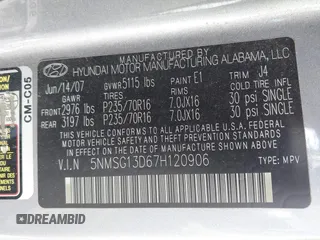 HYUNDAI MOTOR MANUFACTURING ALABAMA, LLC
Jun/14/07 GVWR 5115 lbs PAINT E1 TRIM J4
GAWR TIRES RIMS COLD TIRE INFLATION
FRONT 2976 lbs P235/70R16 7.0JX16 30 psi SINGLE
REAR 3197 lbs P235/70R16 7.0JX16 30 psi SINGLE
THIS VEHICLE CONFORMS TO ALL APPLICABLE U.S.A. FEDERAL MOTOR VEHICLE SAFETY AND THEFT PREVENTION STANDARDS IN EFFECT ON THE DATE OF MANUFACTURE SHOWN ABOVE.
V.I.N 5NMSG13D67H120906 TYPE: MPV
CM-C05
DREAMBID